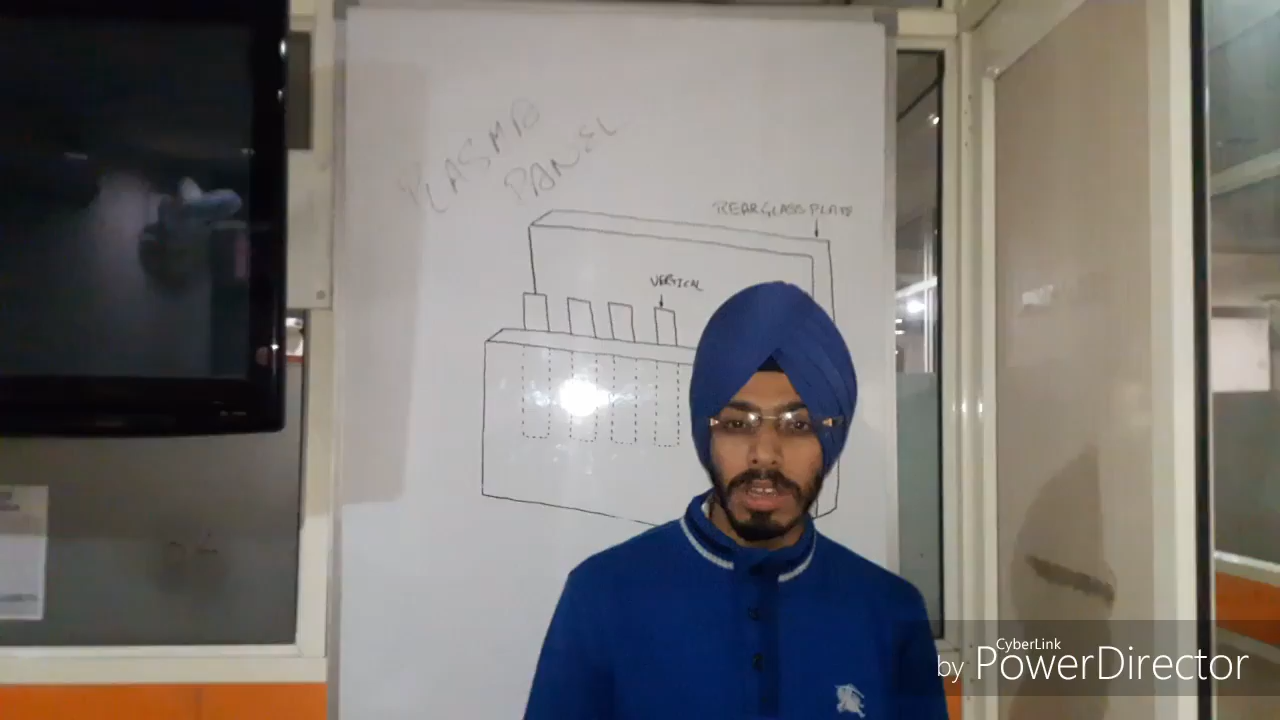 PLASMA
PANEL
REAR GLASS PLATE
VERTICAL
CyberLink
by PowerDirector